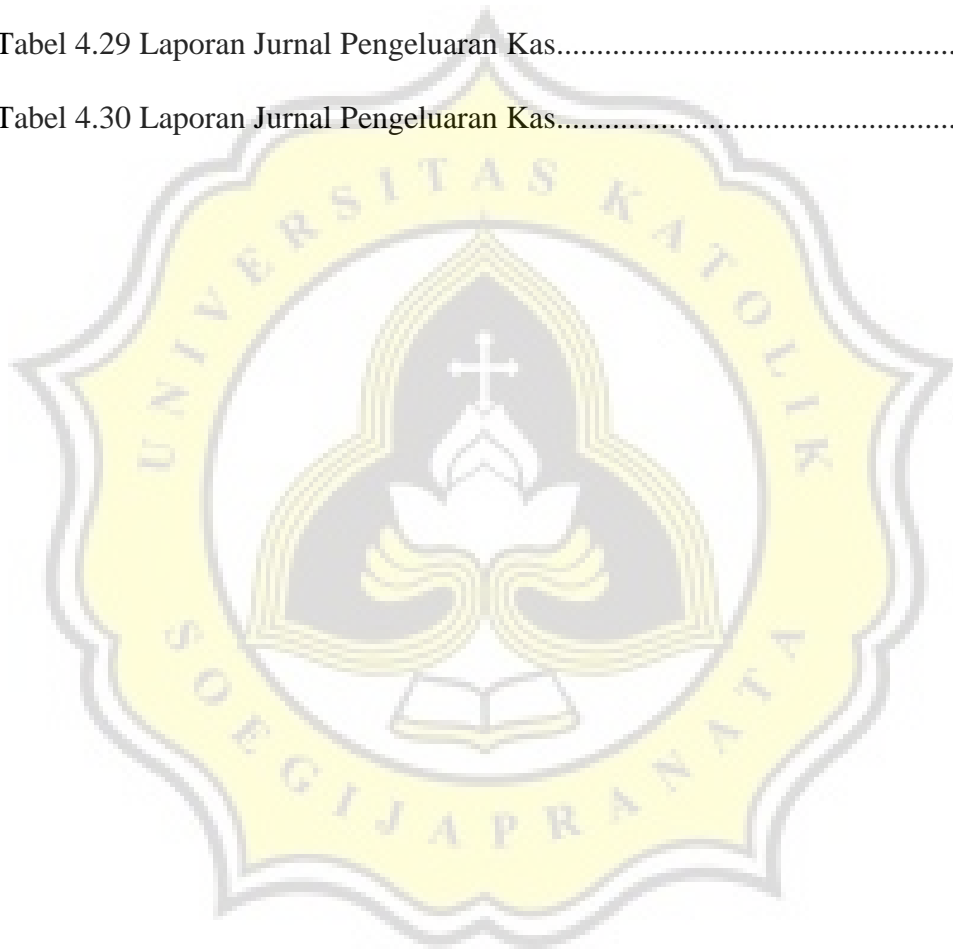 Tabel 4.29 Laporan Jurnal Pengeluaran Kas..................................................
Tabel 4.30 Laporan Jurnal Pengeluaran Kas..................................................
UNIVERSITAS KATOLIK
SOEGIJAPRANATA